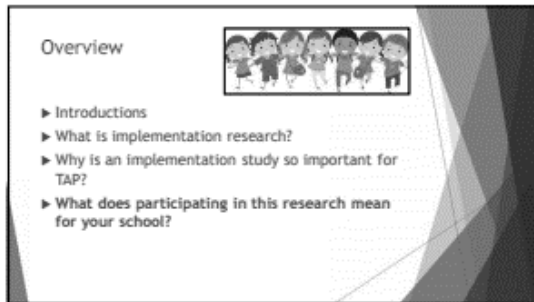 Overview
▶ Introductions
▶ What is implementation research?
▶ Why is an implementation study so important for
TAP?
▶ What does participating in this research mean
for your school?